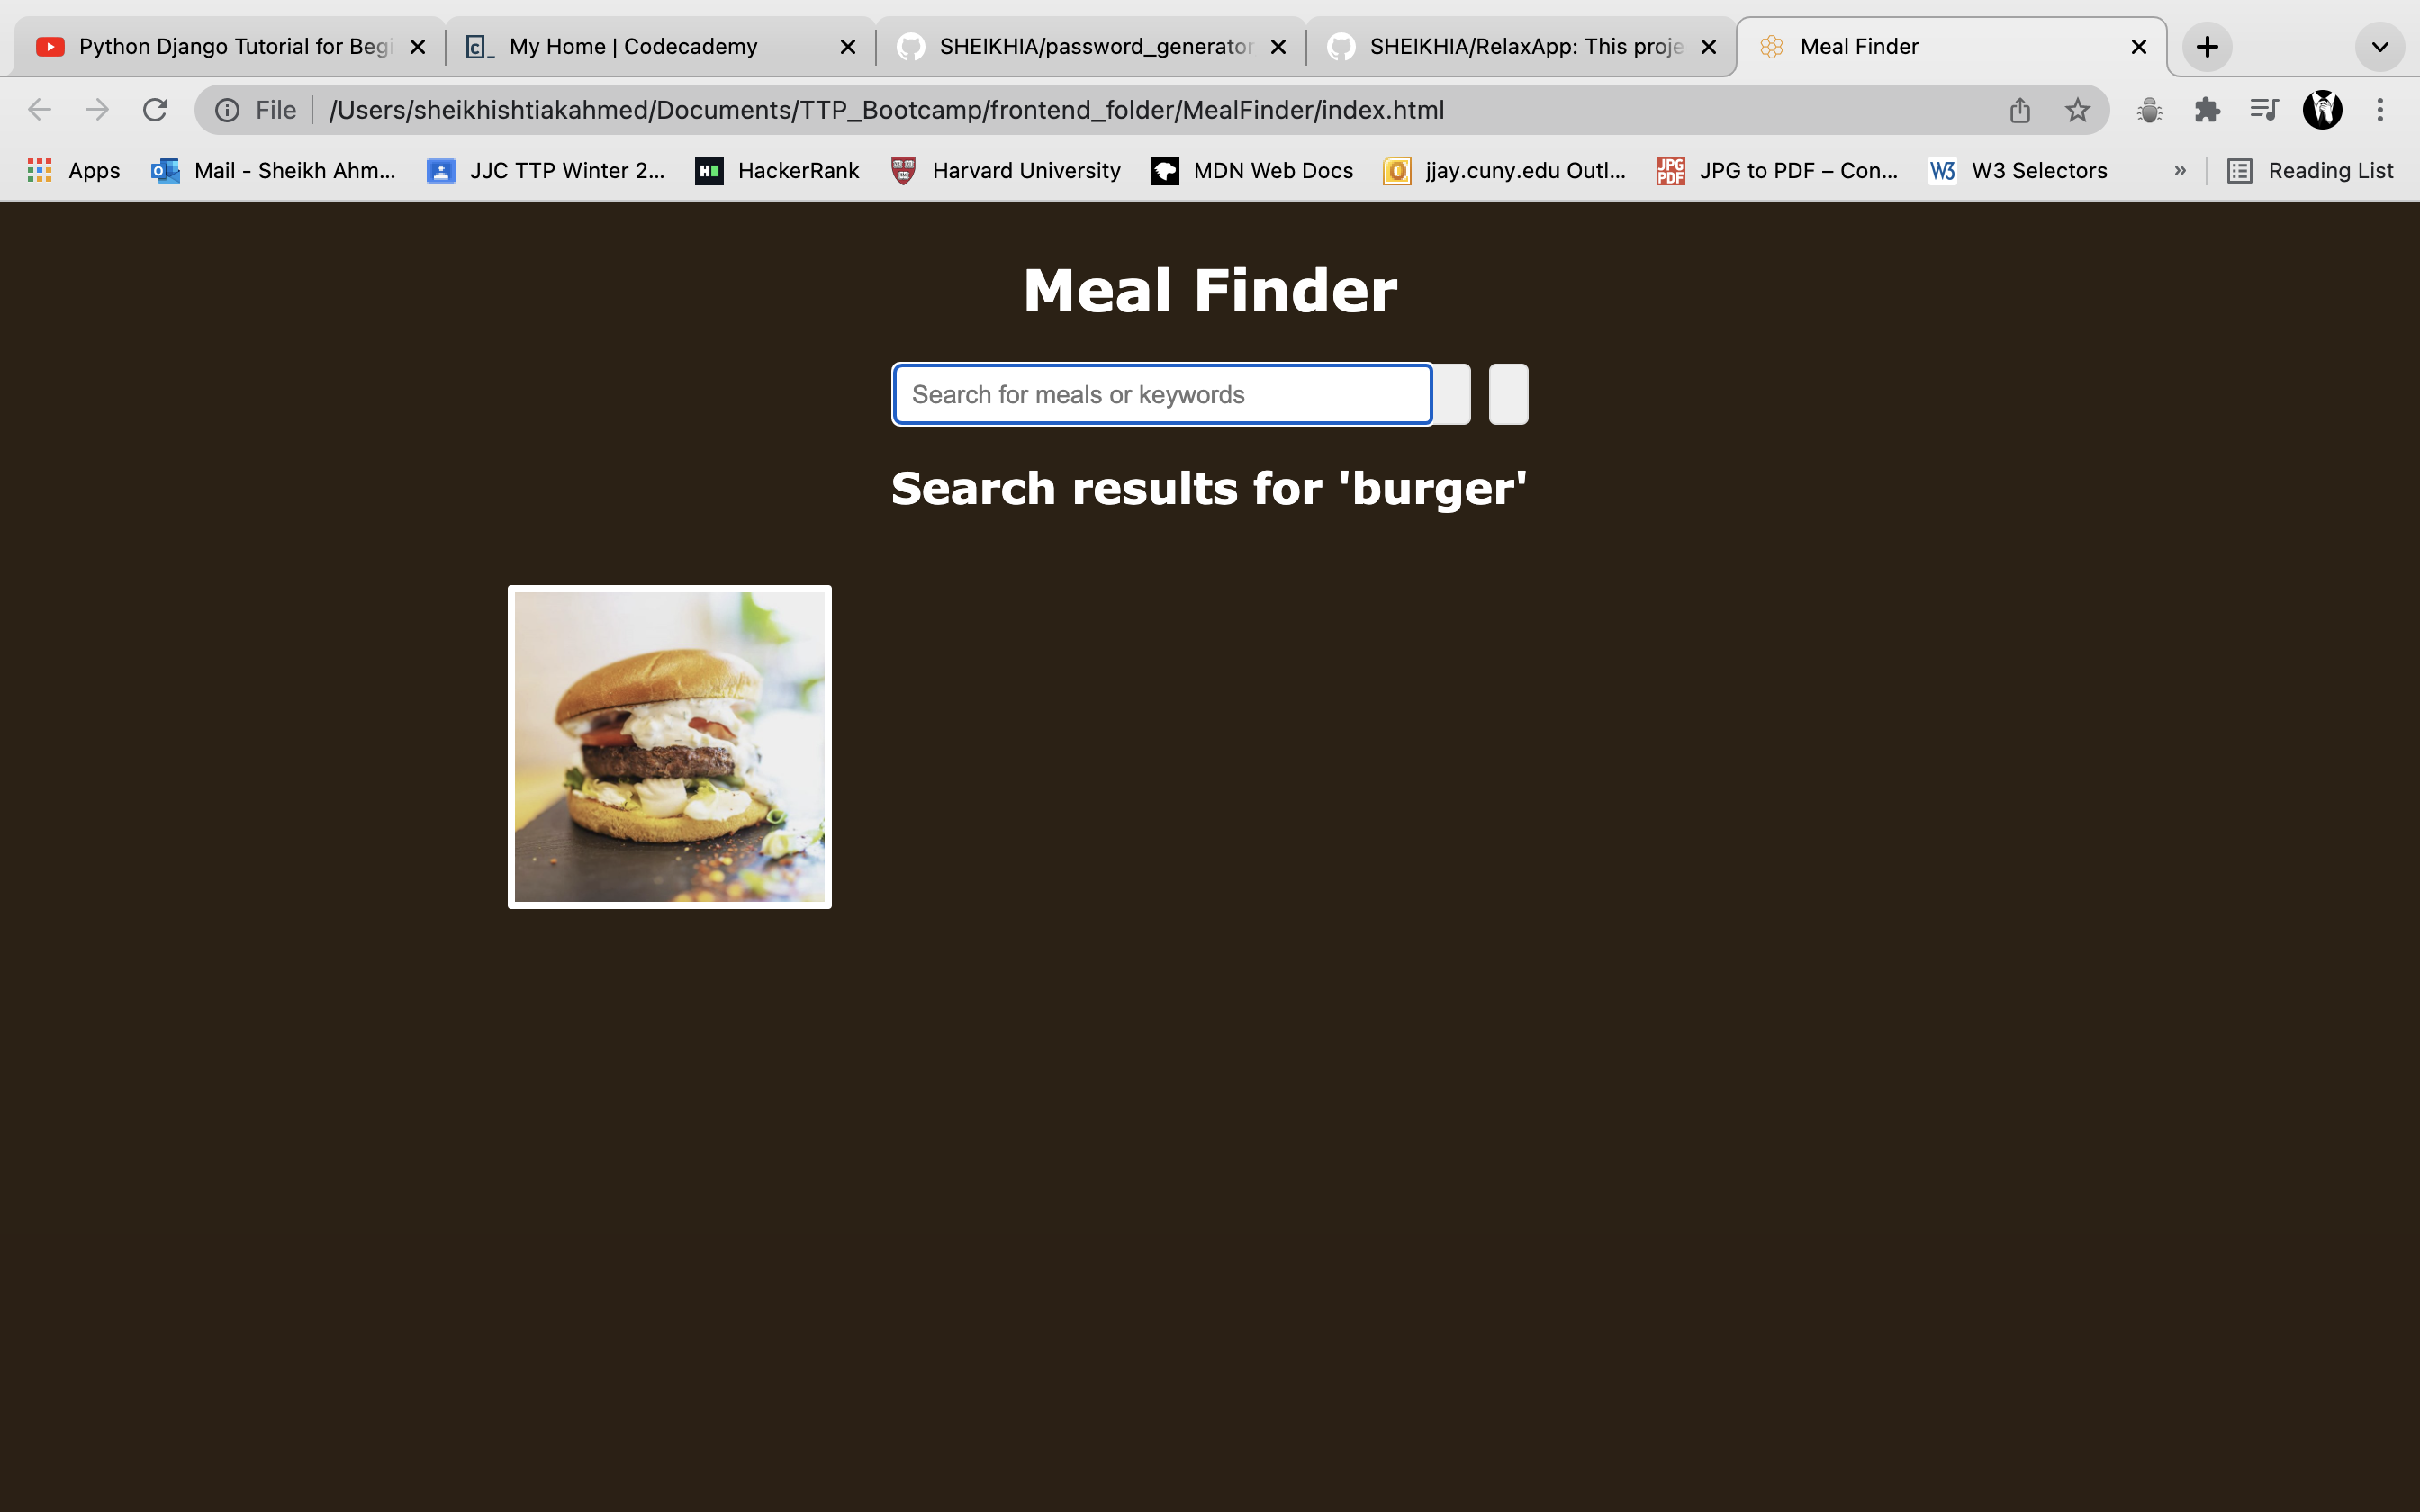 Python Django Tutorial for Begi
My Home | Codecademy
SHEIKHIA/password_generator
SHEIKHIA/RelaxApp: This proje
Meal Finder
File
/Users/sheikhishtiakahmed/Documents/TTP_Bootcamp/frontend_folder/MealFinder/index.html
Apps
Mail - Sheikh Ahm...
JJC TTP Winter 2...
HackerRank
Harvard University
MDN Web Docs
jjay.cuny.edu Outl...
JPG to PDF – Con...
W3 Selectors
»
Reading List
Meal Finder
Search for meals or keywords
Search results for 'burger'